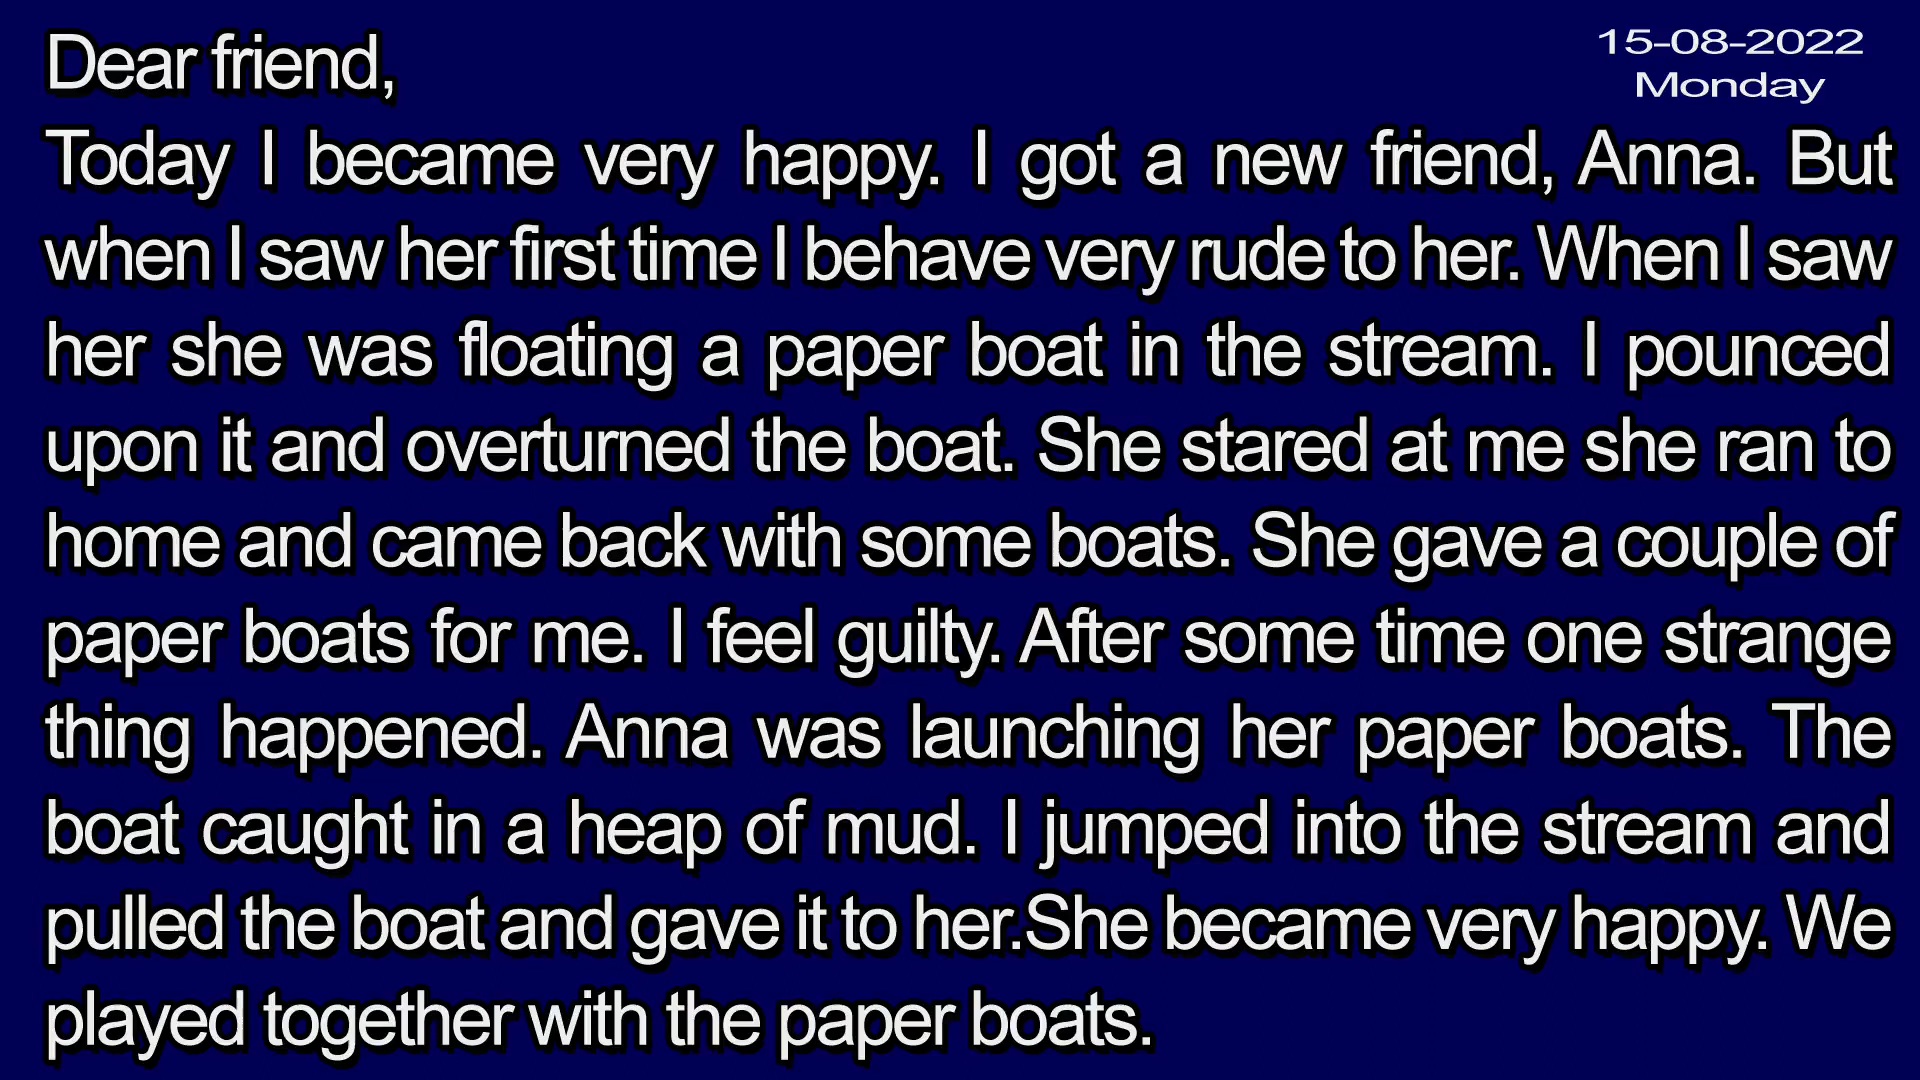 Dear friend,
15-08-2022
Monday
Today I became very happy. I got a new friend, Anna. But
when I saw her first time I behave very rude to her. When I saw
her she was floating a paper boat in the stream. I pounced
upon it and overturned the boat. She stared at me she ran to
home and came back with some boats. She gave a couple of
paper boats for me. I feel guilty. After some time one strange
thing happened. Anna was launching her paper boats. The
boat caught in a heap of mud. I jumped into the stream and
pulled the boat and gave it to her.She became very happy. We
played together with the paper boats.